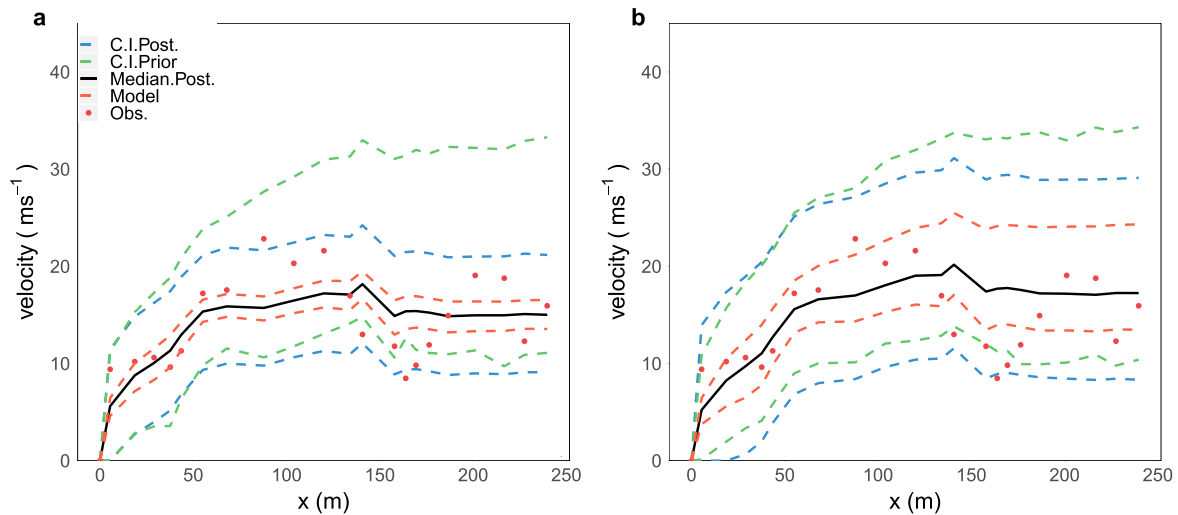 a
b
C.I.Post.
C.I.Prior
Median.Post.
Model
Obs.
velocity ( ms⁻¹ )
40
30
20
10
0
0 50 100 150 200 250
x (m)
velocity ( ms⁻¹ )
40
30
20
10
0
0 50 100 150 200 250
x (m)